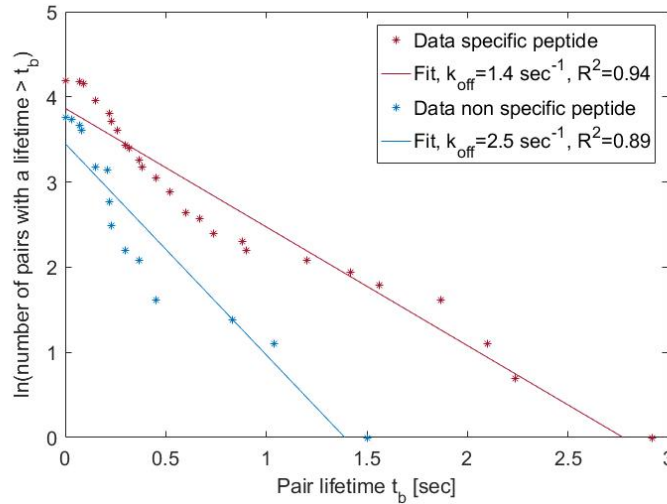 5
4
3
2
1
0
0
0.5
1
1.5
2
2.5
3
ln(number of pairs with a lifetime > t_b)
Pair lifetime t_b [sec]
Data specific peptide
Fit, k_off=1.4 sec^-1, R^2=0.94
Data non specific peptide
Fit, k_off=2.5 sec^-1, R^2=0.89